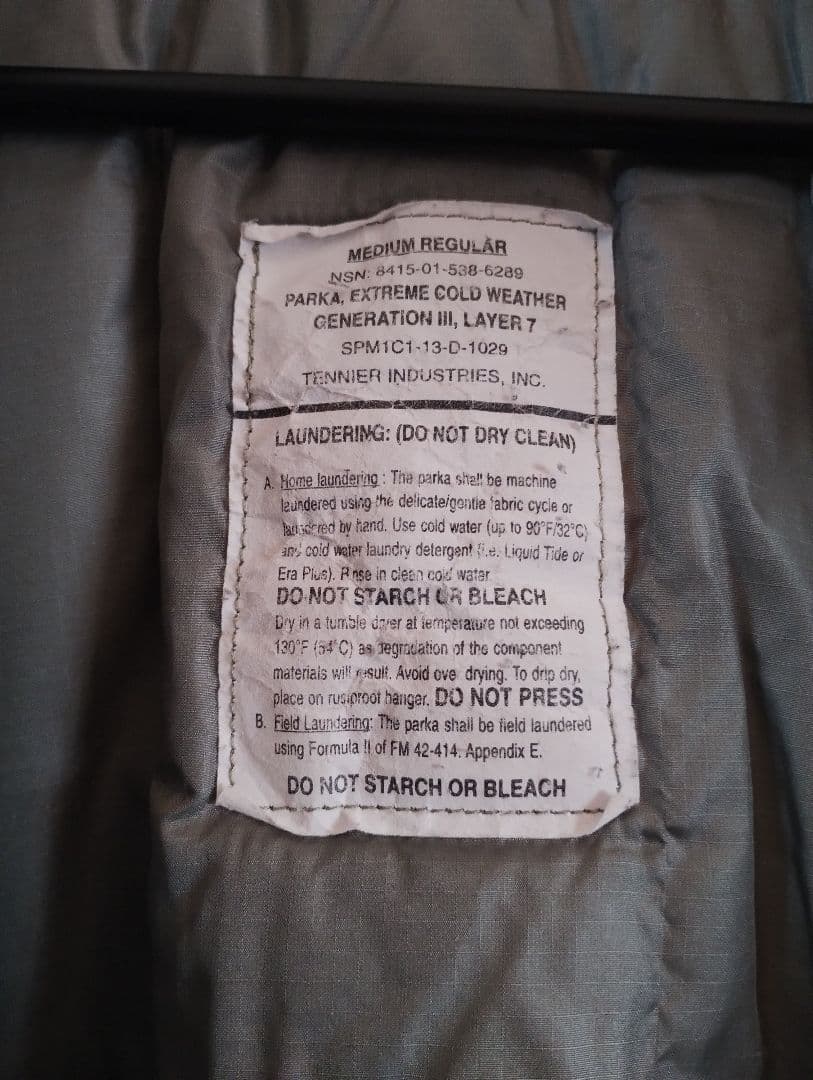 MEDIUM REGULAR
NSN: 8415-01-538-6289
PARKA, EXTREME COLD WEATHER
GENERATION III, LAYER 7
SPM1C1-13-D-1029
TENNIER INDUSTRIES, INC.
LAUNDERING: (DO NOT DRY CLEAN)
A. Home laundering : The parka shall be machine
laundered using the delicate/gentle fabric cycle or
laundered by hand. Use cold water (up to 90°F/32°C)
and cold water laundry detergent (i.e. Liquid Tide or
Era Plus). Rinse in clean cold water
DO NOT STARCH OR BLEACH
Dry in a tumble dryer at temperature not exceeding
130°F (54°C) as degradation of the component
materials will result. Avoid over drying. To drip dry,
place on rustproof hanger. DO NOT PRESS
B. Field Laundering: The parka shall be field laundered
using Formula II of FM 42-414. Appendix E.
DO NOT STARCH OR BLEACH